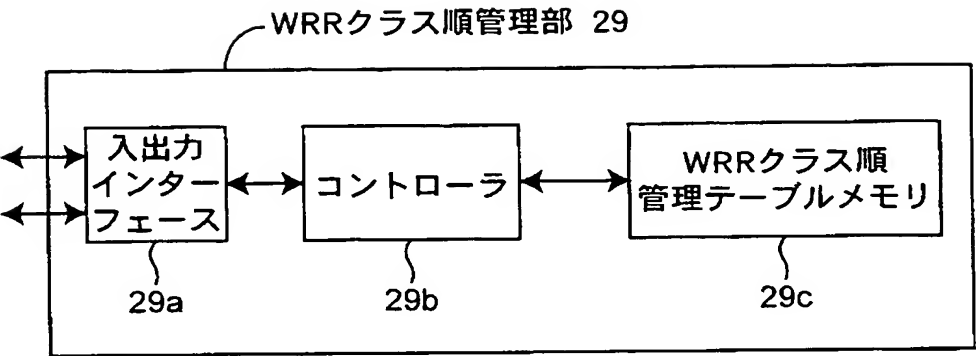 WRRクラス順管理部 29
入出力
インター
フェース
コントローラ
WRRクラス順
管理テーブルメモリ
29a
29b
29c